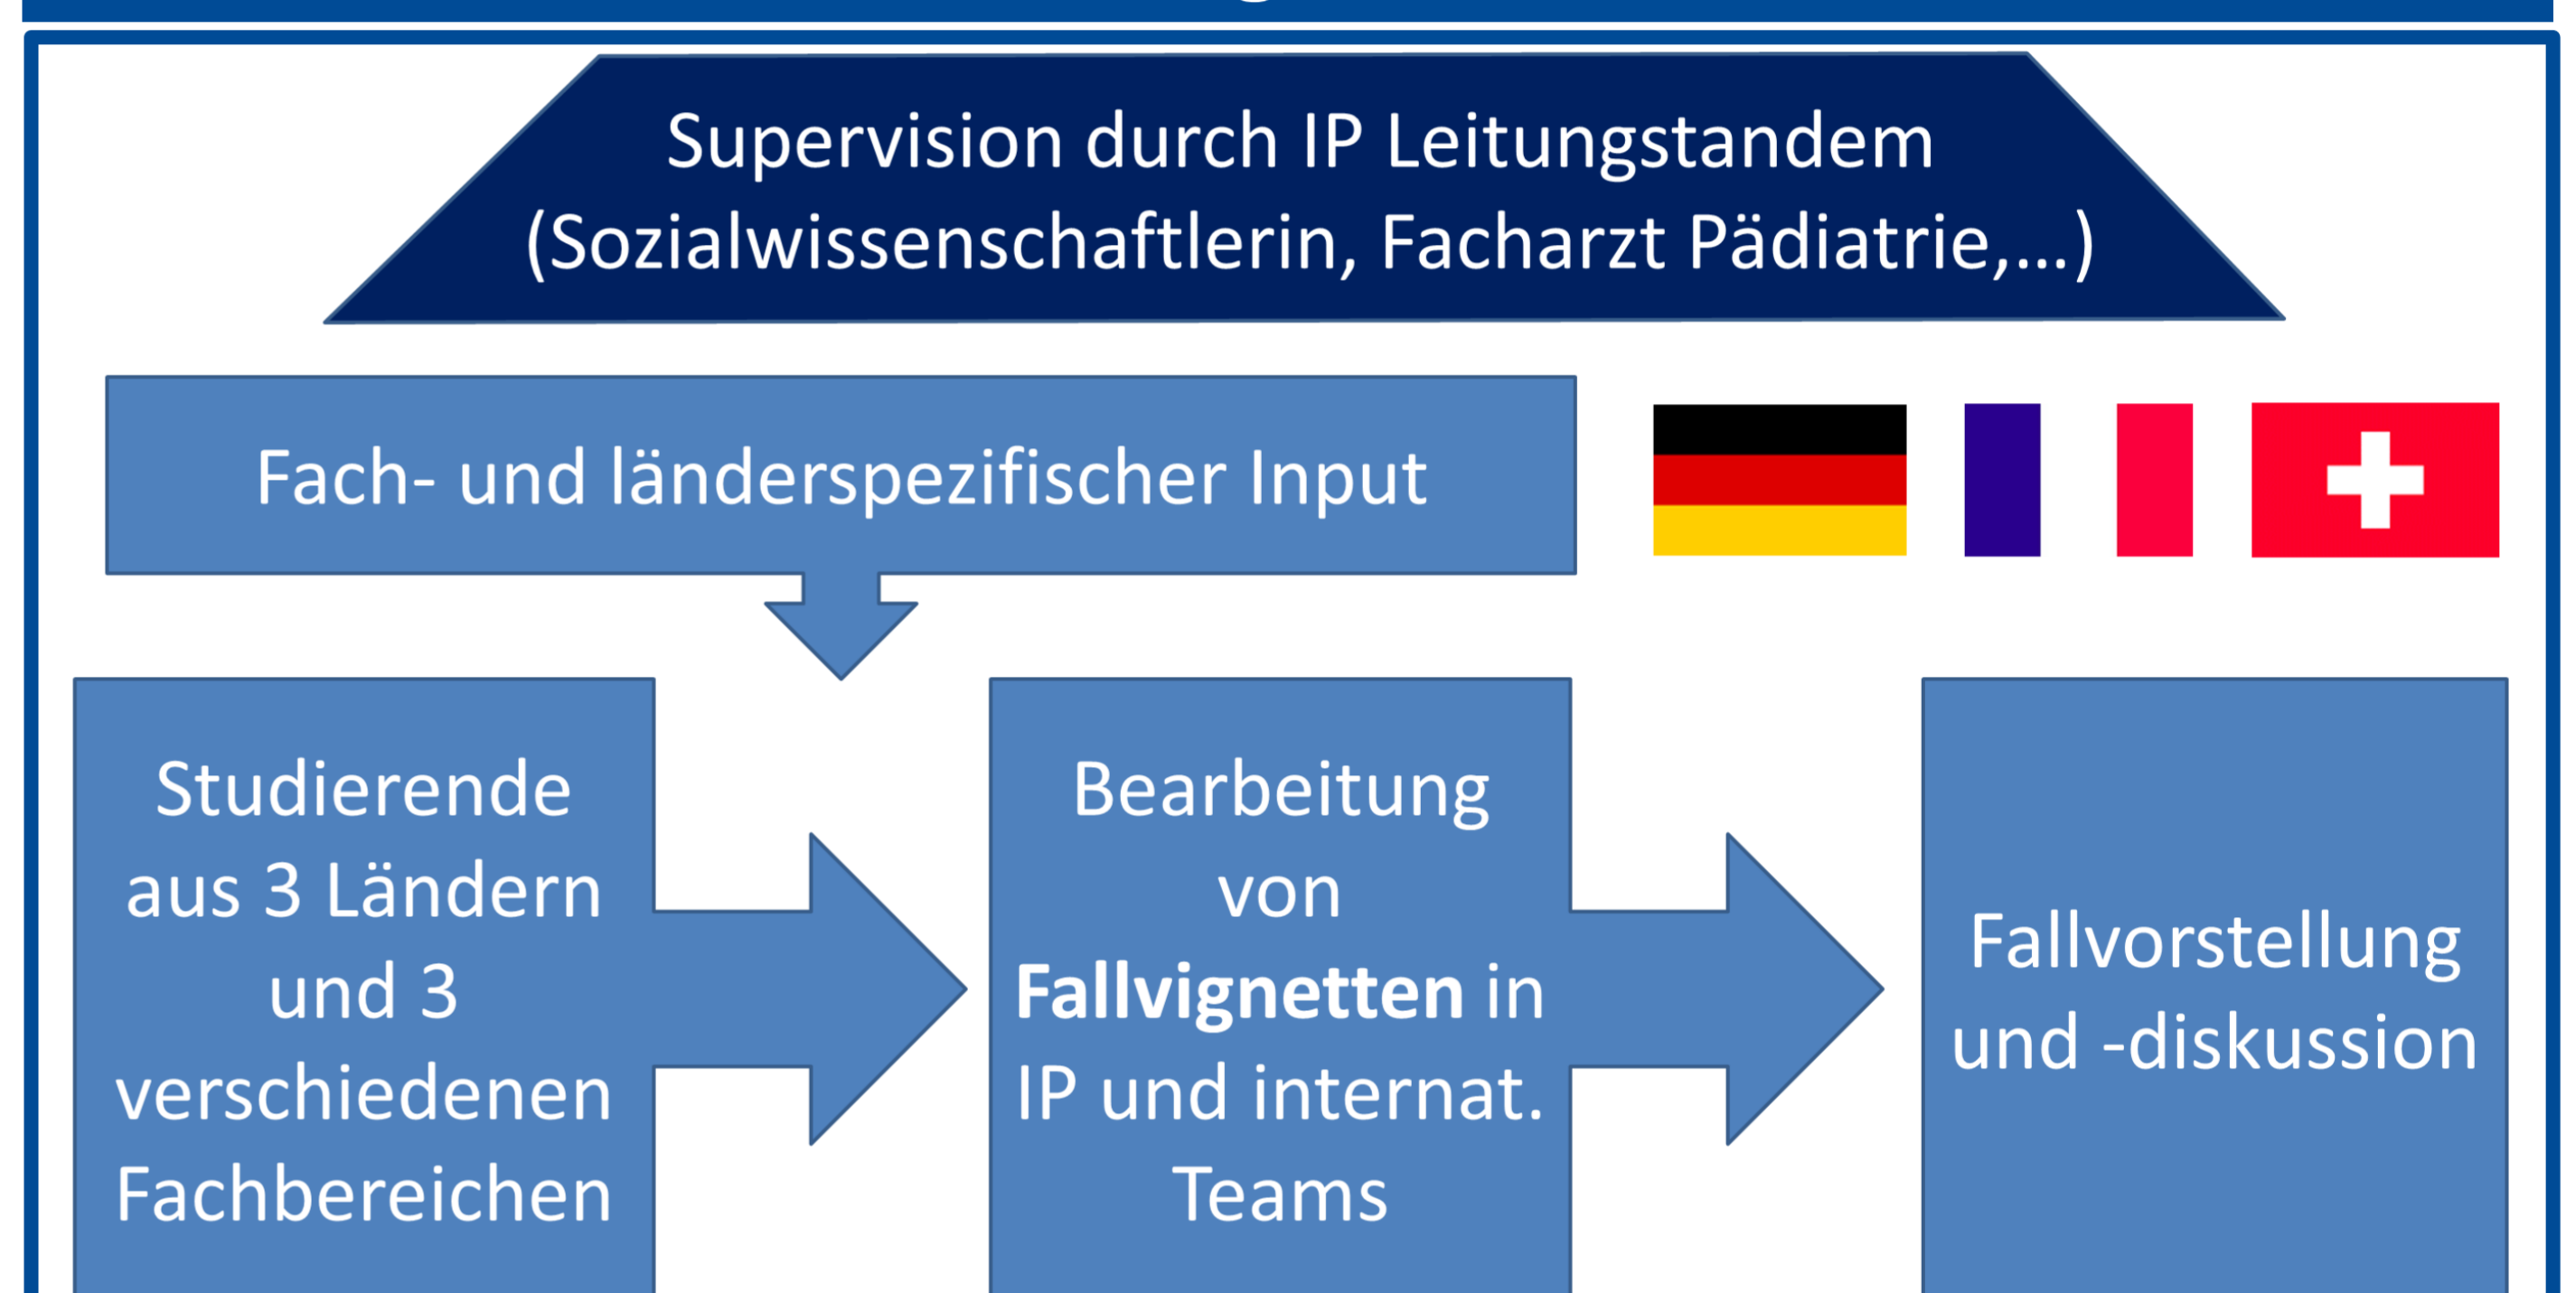 Supervision durch IP Leitungstandem
(Sozialwissenschaftlerin, Facharzt Pädiatrie,...)
Fach- und länderspezifischer Input
Studierende
aus 3 Ländern
und 3
verschiedenen
Fachbereichen
Bearbeitung
von
Fallvignetten in
IP und internat.
Teams
Fallvorstellung
und -diskussion